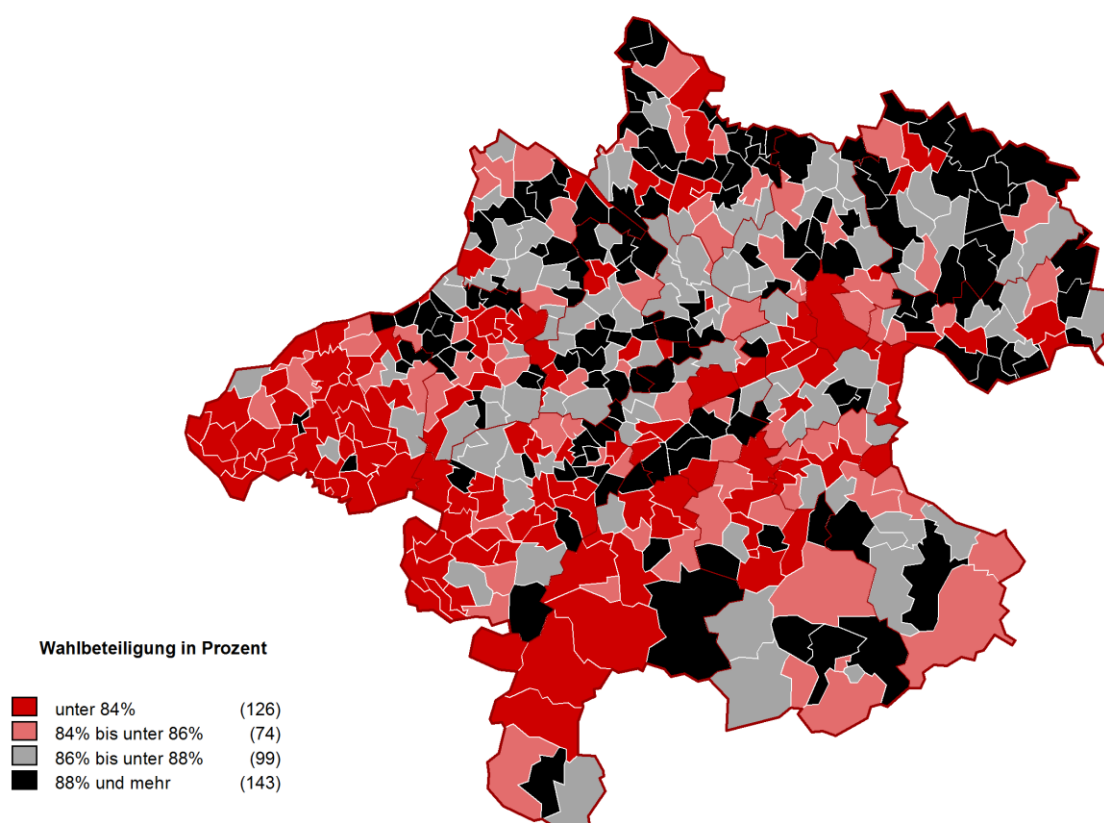 Wahlbeteiligung in Prozent
unter 84% (126)
84% bis unter 86% (74)
86% bis unter 88% (99)
88% und mehr (143)